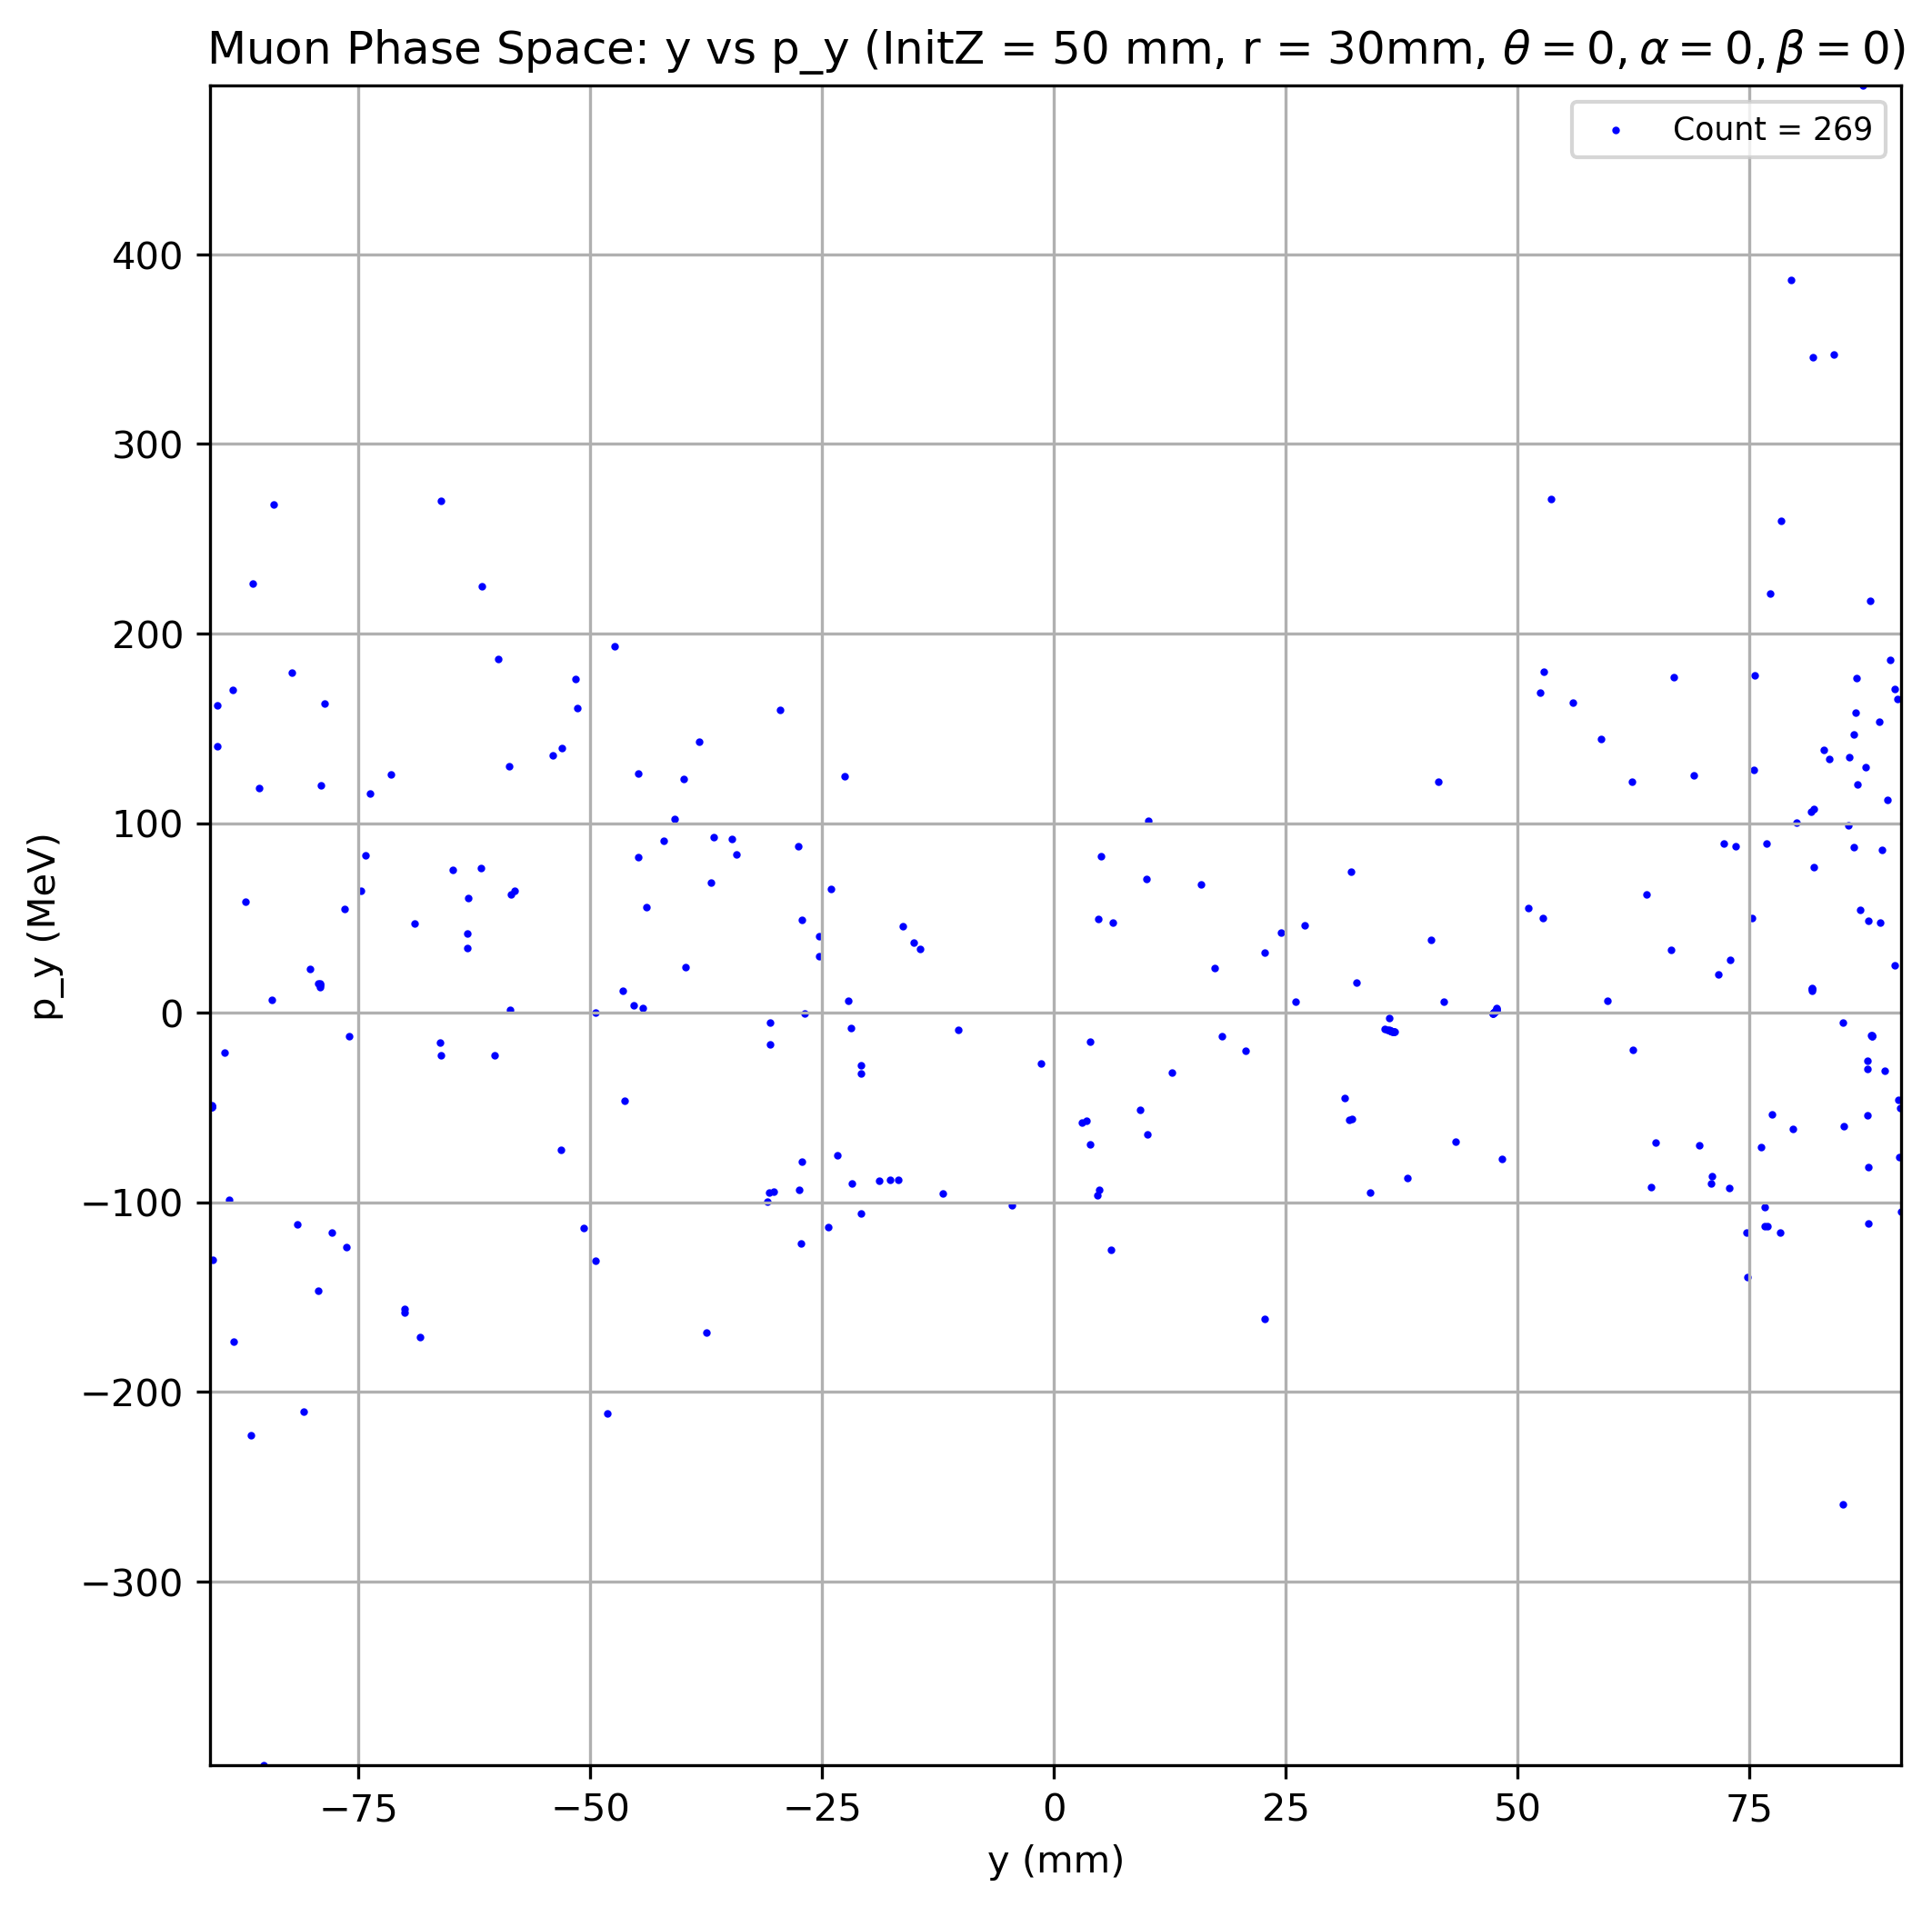 Muon Phase Space: y vs p_y (InitZ = 50 mm, r = 30mm, θ = 0, α = 0, β = 0)
Count = 269
400
300
200
100
0
−100
−200
−300
p_y (MeV)
−75 −50 −25 0 25 50 75
y (mm)